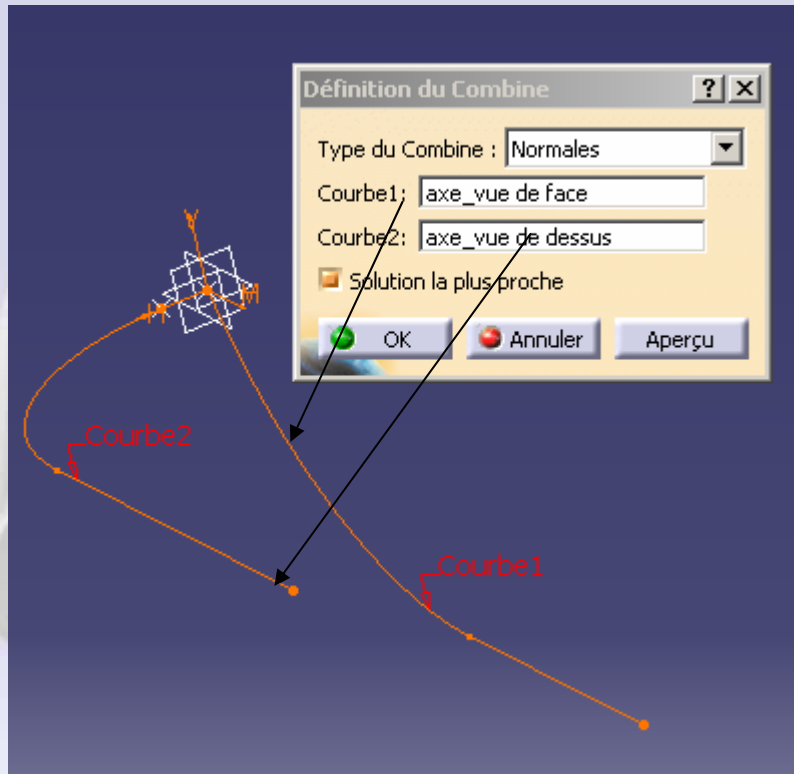 Définition du Combine
Type du Combine : Normales
Courbe1: axe_vue de face
Courbe2: axe_vue de dessus
Solution la plus proche
OK Annuler Aperçu
Y
H
M
Courbe2
Courbe1